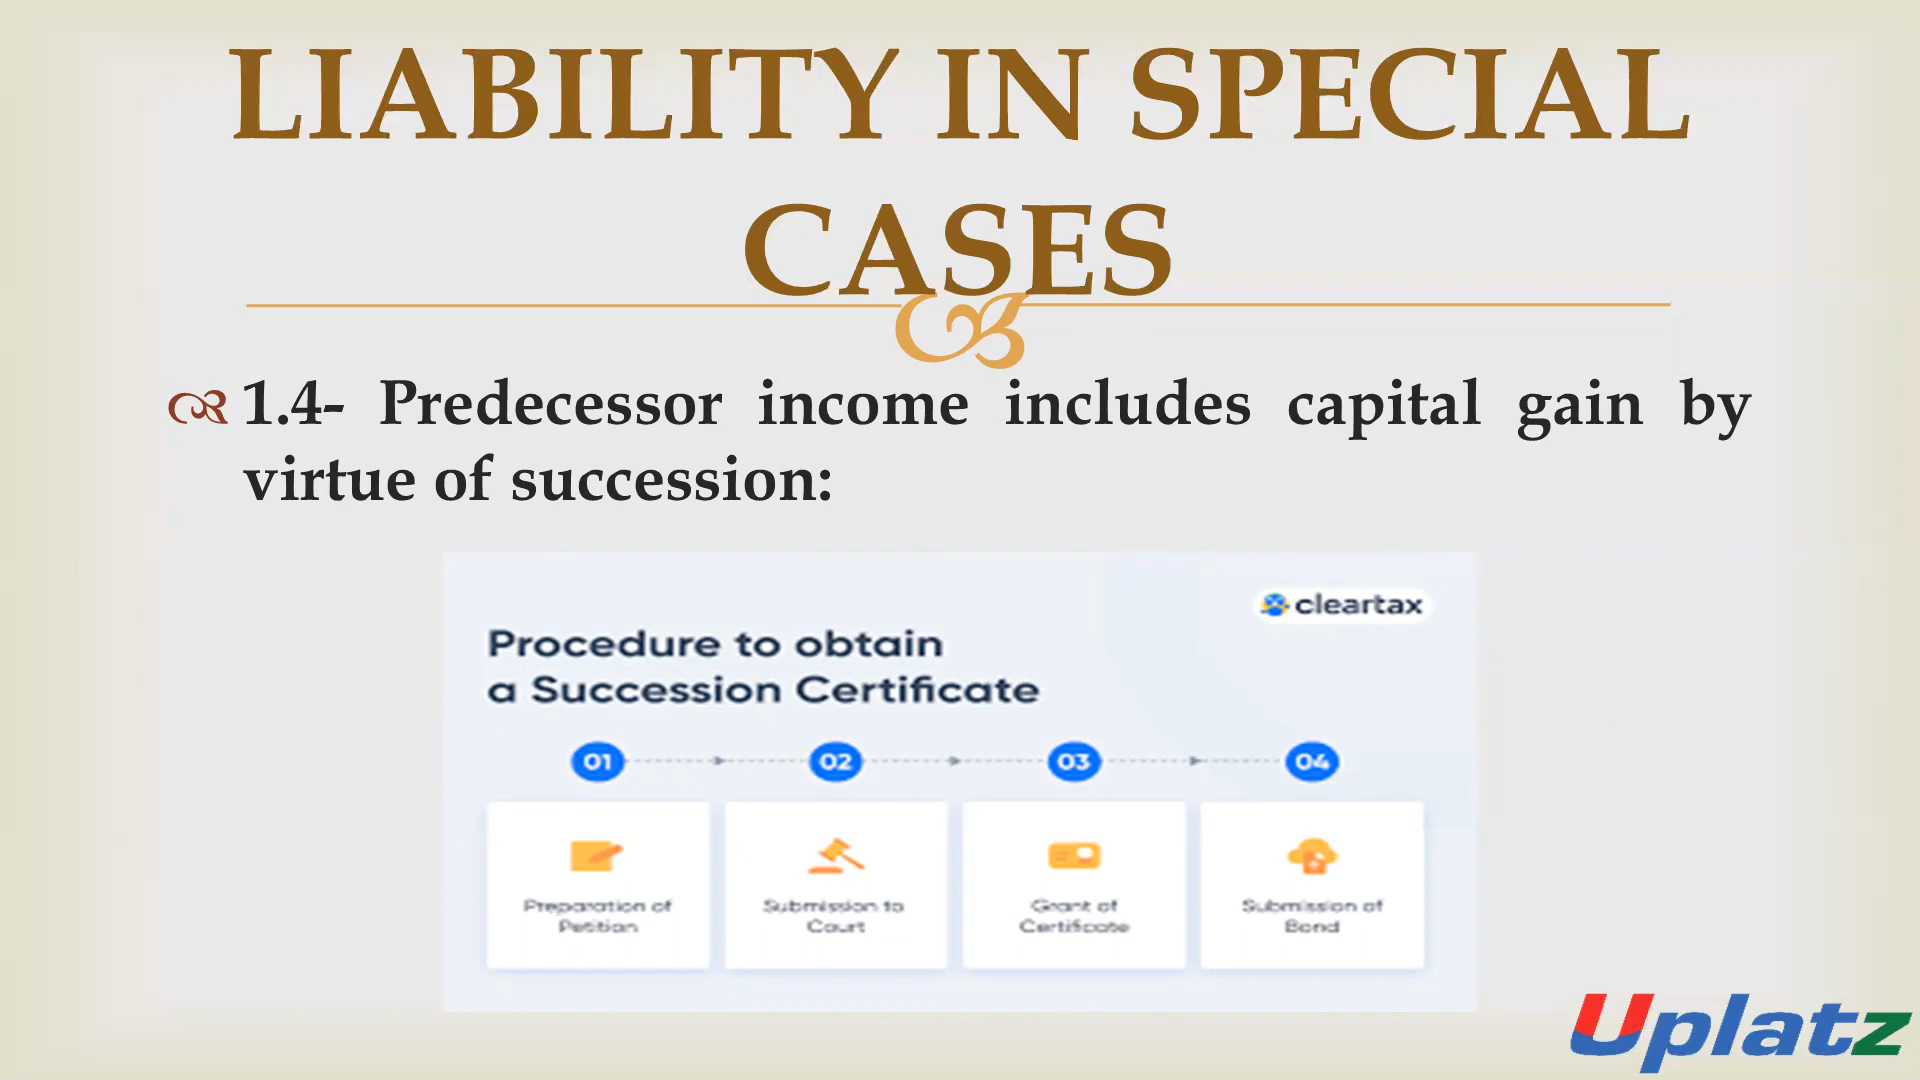 LIABILITY IN SPECIAL
CASES
1.4- Predecessor income includes capital gain by
virtue of succession:
cleartax
Procedure to obtain
a Succession Certificate
01 02 03 04
Preparation of
Petition
Submission to
Court
Grant of
Certificate
Submission of
Bond
Uplatz